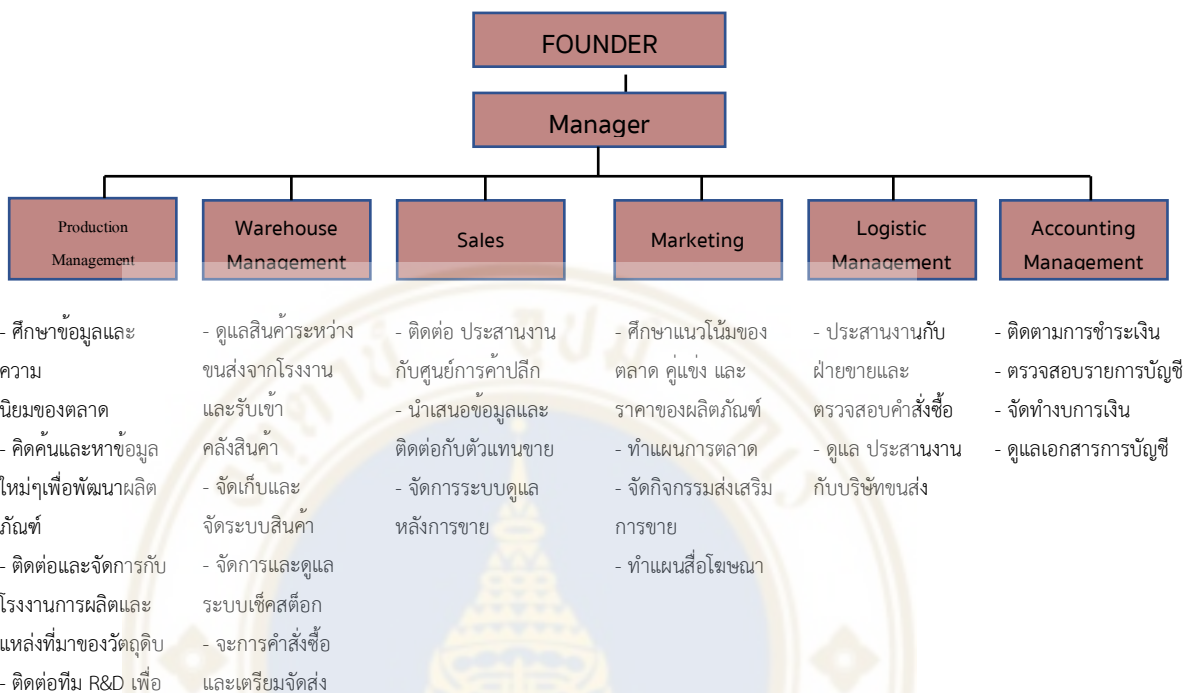 FOUNDER
Manager
Production
Management
Warehouse
Management
Sales
Marketing
Logistic
Management
Accounting
Management
- ศึกษาข้อมูลและ
ความ
นิยมของตลาด
- คิดค้นและหาข้อมูล
ใหม่ๆเพื่อพัฒนาผลิต
ภัณฑ์
- ติดต่อและจัดการกับ
โรงงานการผลิตและ
แหล่งที่มาของวัตถุดิบ
- ติดต่อทีม R&D เพื่อ
- ดูแลสินค้าระหว่าง
ขนส่งจากโรงงาน
และรับเข้า
คลังสินค้า
- จัดเก็บและ
จัดระบบสินค้า
- จัดการและดูแล
ระบบเช็คสต็อก
- จะการคำสั่งซื้อ
และเตรียมจัดส่ง
- ติดต่อ ประสานงาน
กับศูนย์การค้าปลีก
- นำเสนอข้อมูลและ
ติดต่อกับตัวแทนขาย
- จัดการระบบดูแล
หลังการขาย
- ศึกษาแนวโน้มของ
ตลาด คู่แข่ง และ
ราคาของผลิตภัณฑ์
- ทำแผนการตลาด
- จัดกิจกรรมส่งเสริม
การขาย
- ทำแผนสื่อโฆษณา
- ประสานงานกับ
ฝ่ายขายและ
ตรวจสอบคำสั่งซื้อ
- ดูแล ประสานงาน
กับบริษัทขนส่ง
- ติดตามการชำระเงิน
- ตรวจสอบรายการบัญชี
- จัดทำงบการเงิน
- ดูแลเอกสารการบัญชี